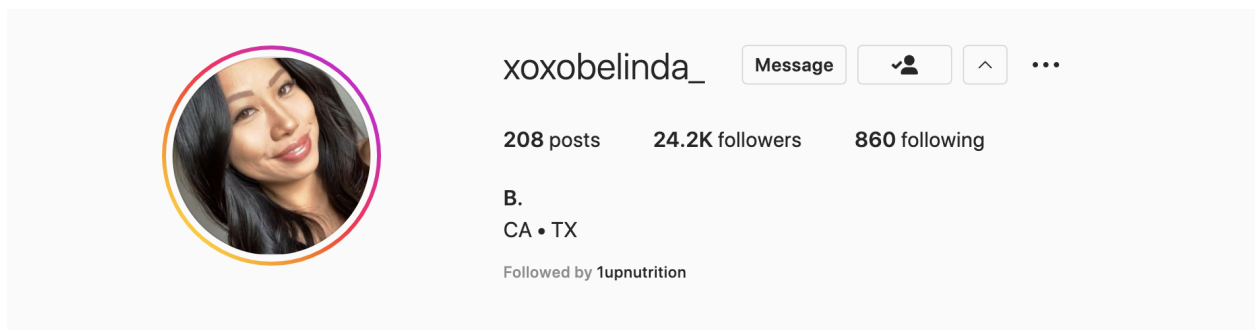 xoxobelinda_ Message
208 posts 24.2K followers 860 following
B.
CA • TX
Followed by 1upnutrition